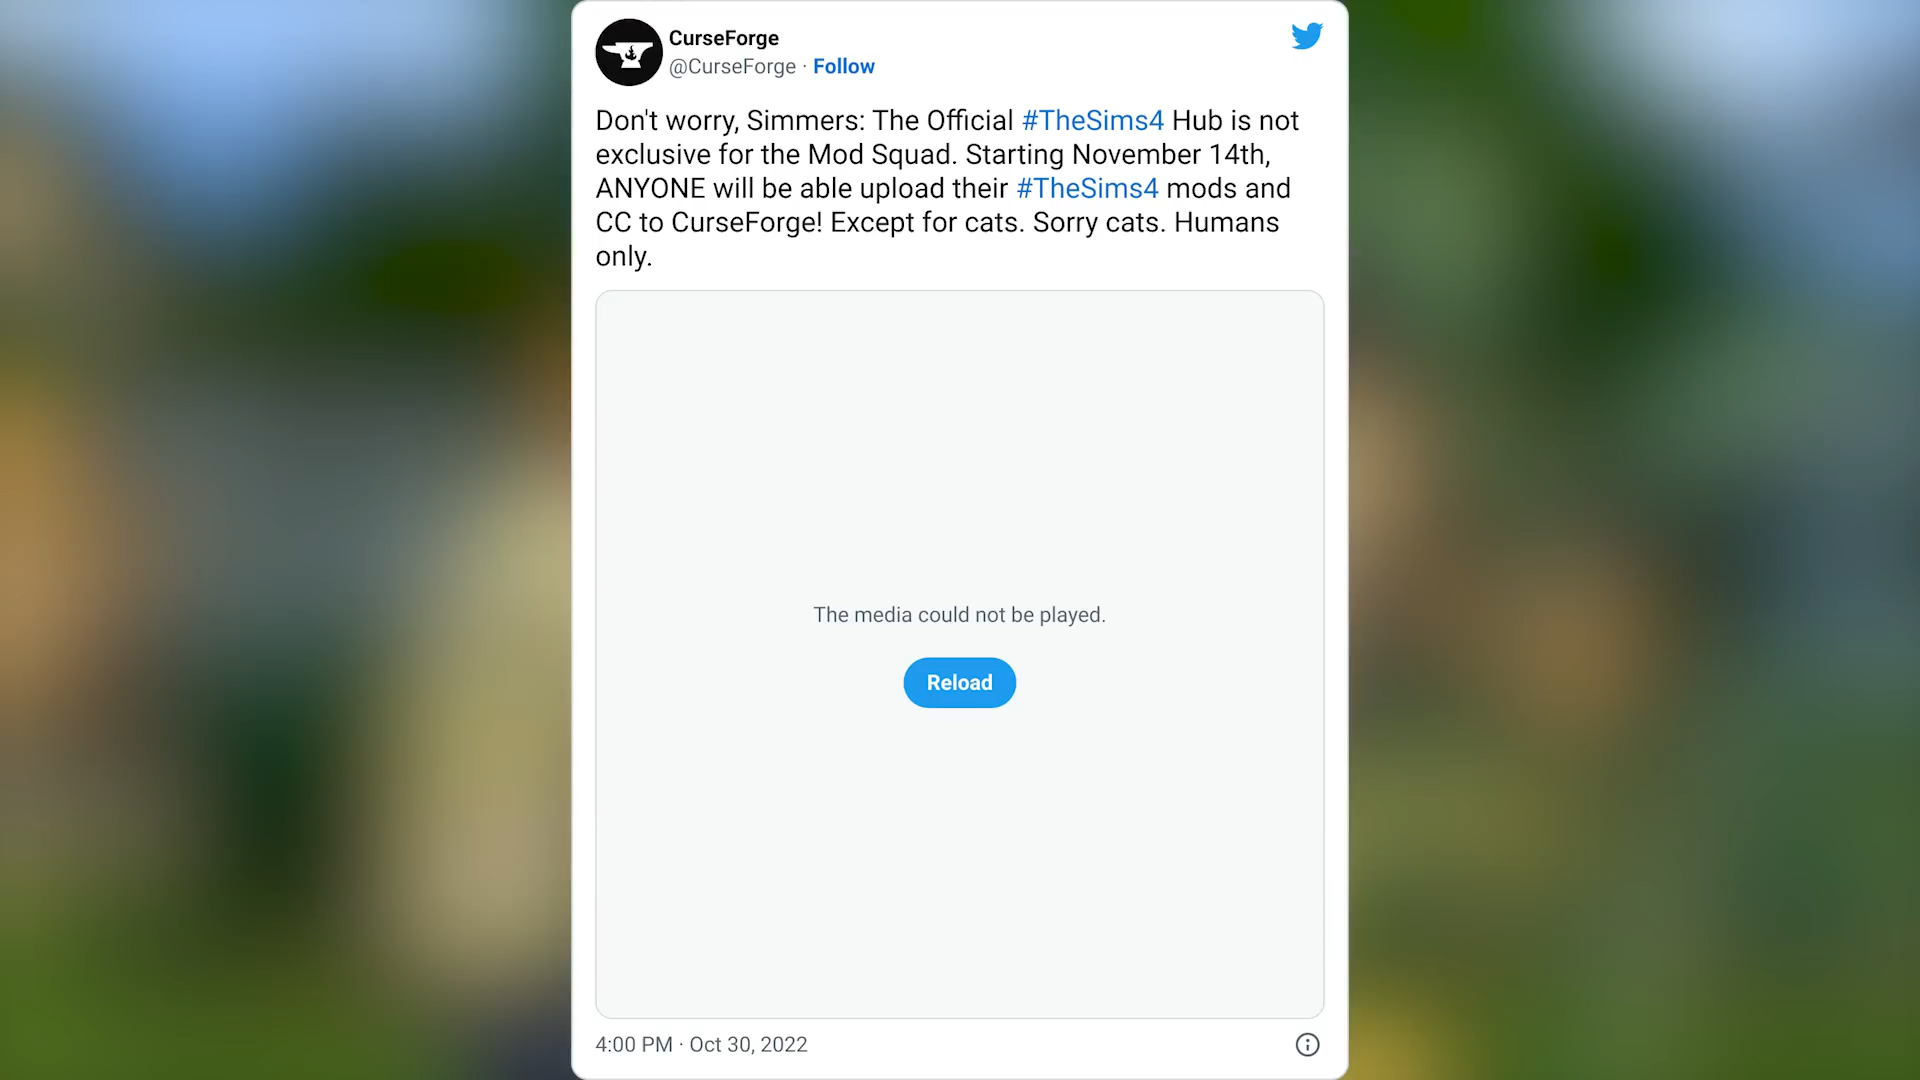 CurseForge
@CurseForge · Follow
Don't worry, Simmers: The Official #TheSims4 Hub is not
exclusive for the Mod Squad. Starting November 14th,
ANYONE will be able upload their #TheSims4 mods and
CC to CurseForge! Except for cats. Sorry cats. Humans
only.
The media could not be played.
Reload
4:00 PM · Oct 30, 2022